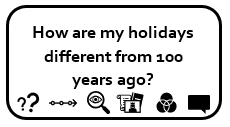 How are my holidays
different from 100
years ago?
??